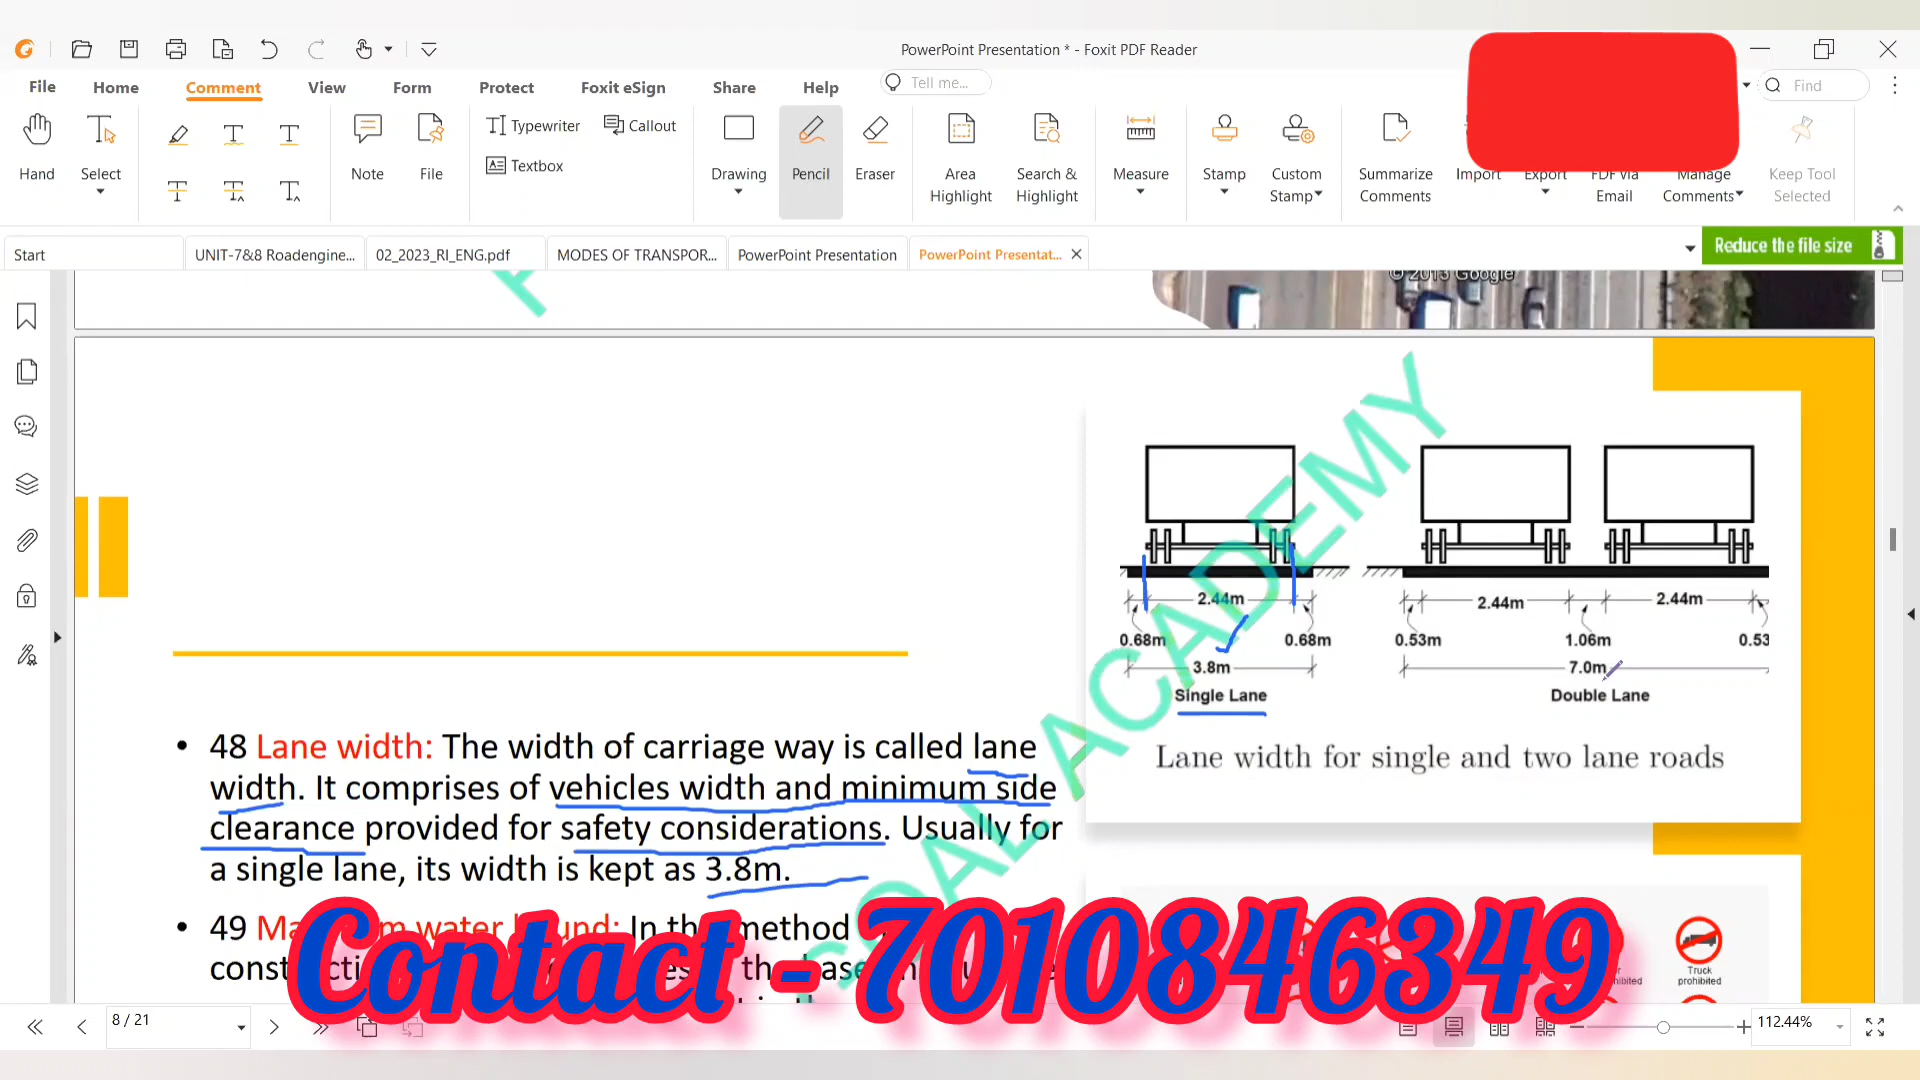 PowerPoint Presentation * - Foxit PDF Reader
File Home Comment View Form Protect Foxit eSign Share Help Tell me... Find
Typewriter Callout
Textbox
Hand Select Note File Drawing Pencil Eraser Area Highlight Search & Highlight Measure Stamp Custom Stamp Summarize Comments Import Export PDF via Email Manage Comments Keep Tool Selected
Start UNIT-7&8 Roadengine... 02_2023_RI_ENG.pdf MODES OF TRANSPOR... PowerPoint Presentation PowerPoint Presentat... Reduce the file size
© 2013 Google
GOAL ACADEMY
2.44m 2.44m 2.44m
0.68m 0.68m 0.53m 1.06m 0.53
3.8m 7.0m
Single Lane Double Lane
Lane width for single and two lane roads
• 48 Lane width: The width of carriage way is called lane
width. It comprises of vehicles width and minimum side
clearance provided for safety considerations. Usually for
a single lane, its width is kept as 3.8m.
• 49 In the method
Truck
prohibited
Contact - 7010846349
8 / 21
112.44%